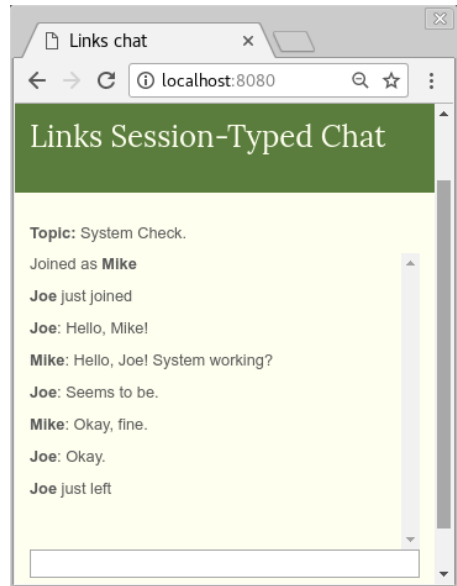 Links chat
localhost:8080
Links Session-Typed Chat
Topic: System Check.
Joined as Mike
Joe just joined
Joe: Hello, Mike!
Mike: Hello, Joe! System working?
Joe: Seems to be.
Mike: Okay, fine.
Joe: Okay.
Joe just left